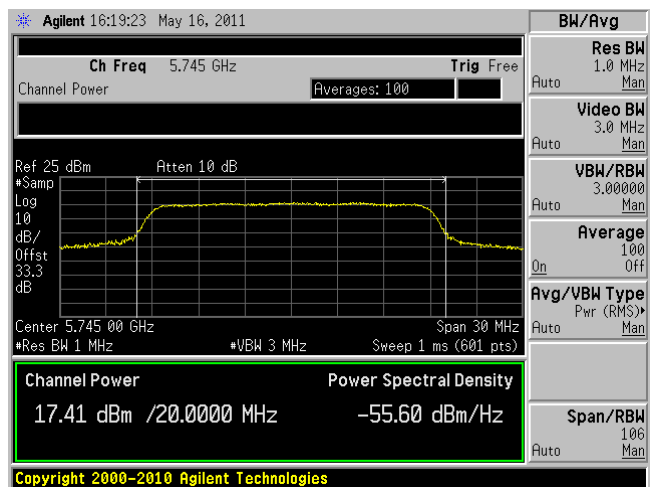 Agilent 16:19:23 May 16, 2011
BW/Avg
Ch Freq 5.745 GHz Trig Free
Channel Power Averages: 100
Res BW
1.0 MHz
Auto Man
Video BW
3.0 MHz
Auto Man
VBW/RBW
3.00000
Auto Man
Average
100
On Off
Avg/VBW Type
Pwr (RMS)
Auto Man
Span/RBW
106
Auto Man
Ref 25 dBm Atten 10 dB
#Samp
Log
10
dB/
Offst
33.3
dB
Center 5.745 00 GHz Span 30 MHz
#Res BW 1 MHz #VBW 3 MHz Sweep 1 ms (601 pts)
Channel Power Power Spectral Density
17.41 dBm /20.0000 MHz -55.60 dBm/Hz
Copyright 2000-2010 Agilent Technologies